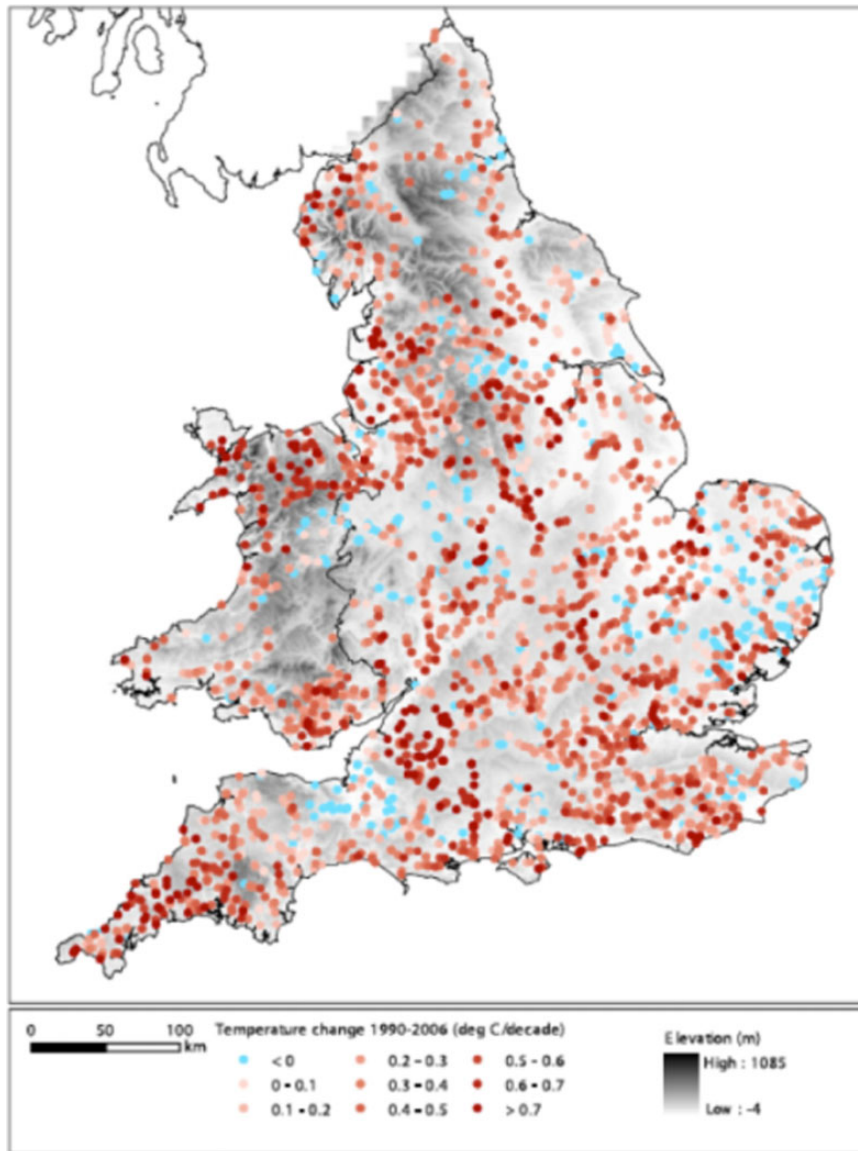 0 50 100
km
Temperature change 1990-2006 (deg C/decade)
< 0 0.2 - 0.3 0.5 - 0.6
0 - 0.1 0.3 - 0.4 0.6 - 0.7
0.1 - 0.2 0.4 - 0.5 > 0.7
Elevation (m)
High : 1085
Low : -4